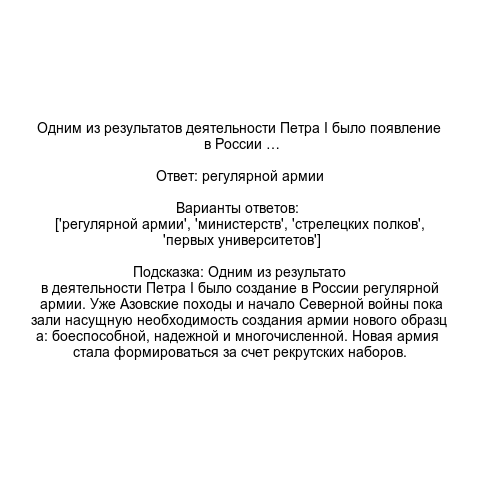 Одним из результатов деятельности Петра I было появление
в России …
Ответ: регулярной армии
Варианты ответов:
['регулярной армии', 'министерств', 'стрелецких полков',
'первых университетов']
Подсказка: Одним из результато
в деятельности Петра I было создание в России регулярной
армии. Уже Азовские походы и начало Северной войны пока
зали насущную необходимость создания армии нового образц
а: боеспособной, надежной и многочисленной. Новая армия
стала формироваться за счет рекрутских наборов.